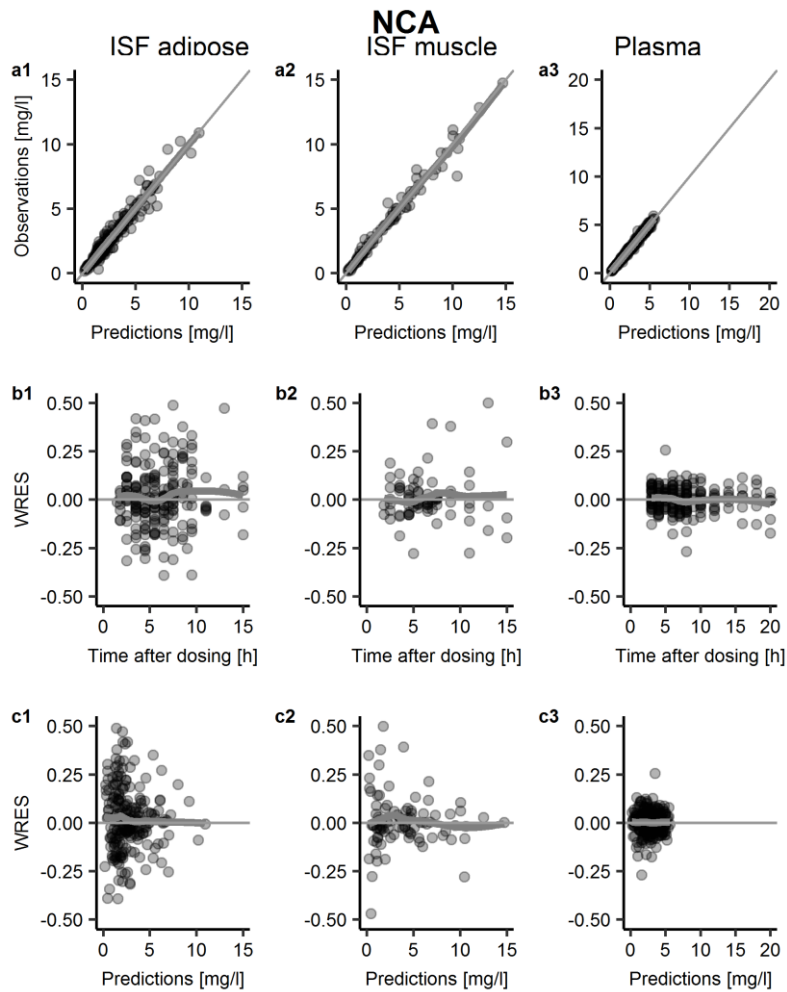 NCA
ISF adipose ISF muscle Plasma
a1 a2 a3
15 15 20
15
10 10
10
5 5
5
0 0 0
Observations [mg/l]
0 5 10 15 0 5 10 15 0 5 10 15 20
Predictions [mg/l] Predictions [mg/l] Predictions [mg/l]
b1 b2 b3
0.50 0.50 0.50
0.25 0.25 0.25
0.00 0.00 0.00
-0.25 -0.25 -0.25
-0.50 -0.50 -0.50
WRES
0 5 10 15 0 5 10 15 0 5 10 15 20
Time after dosing [h] Time after dosing [h] Time after dosing [h]
c1 c2 c3
0.50 0.50 0.50
0.25 0.25 0.25
0.00 0.00 0.00
-0.25 -0.25 -0.25
-0.50 -0.50 -0.50
WRES
0 5 10 15 0 5 10 15 0 5 10 15 20
Predictions [mg/l] Predictions [mg/l] Predictions [mg/l]